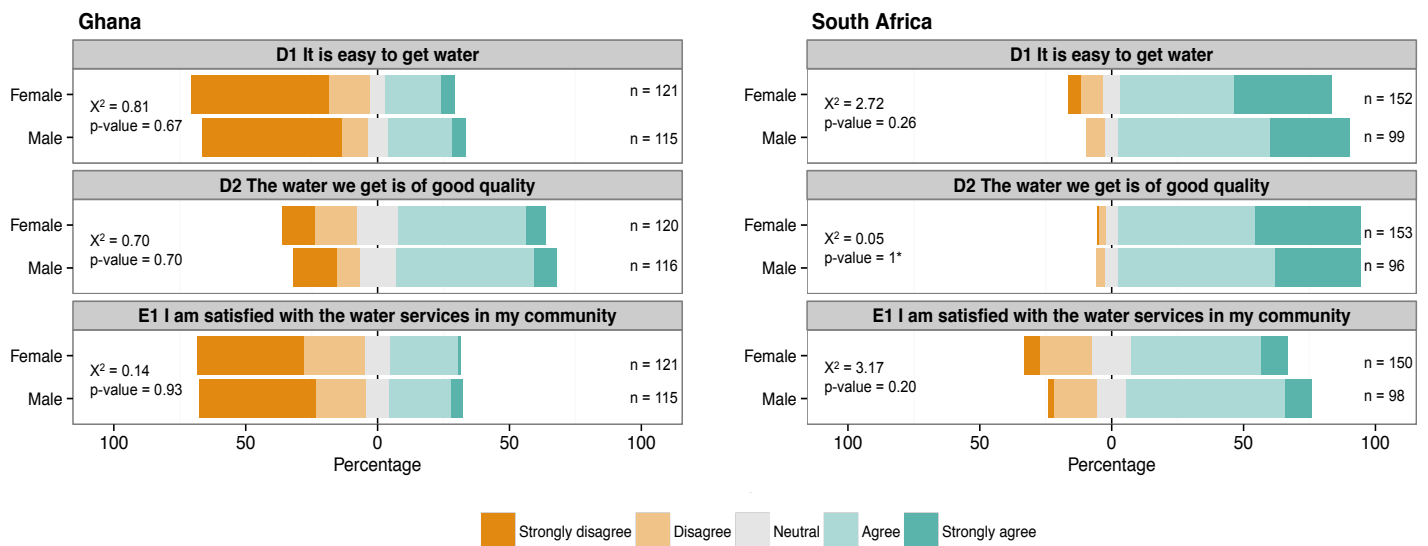 Ghana
D1 It is easy to get water
Female
X² = 0.81
p-value = 0.67
Male
n = 121
n = 115
D2 The water we get is of good quality
Female
X² = 0.70
p-value = 0.70
Male
n = 120
n = 116
E1 I am satisfied with the water services in my community
Female
X² = 0.14
p-value = 0.93
Male
n = 121
n = 115
100 50 0 50 100
Percentage
South Africa
D1 It is easy to get water
X² = 2.72
p-value = 0.26
Female
Male
n = 152
n = 99
D2 The water we get is of good quality
Female
X² = 0.05
p-value = 1*
Male
n = 153
n = 96
E1 I am satisfied with the water services in my community
Female
X² = 3.17
p-value = 0.20
Male
n = 150
n = 98
100 50 0 50 100
Percentage
Strongly disagree Disagree Neutral Agree Strongly agree